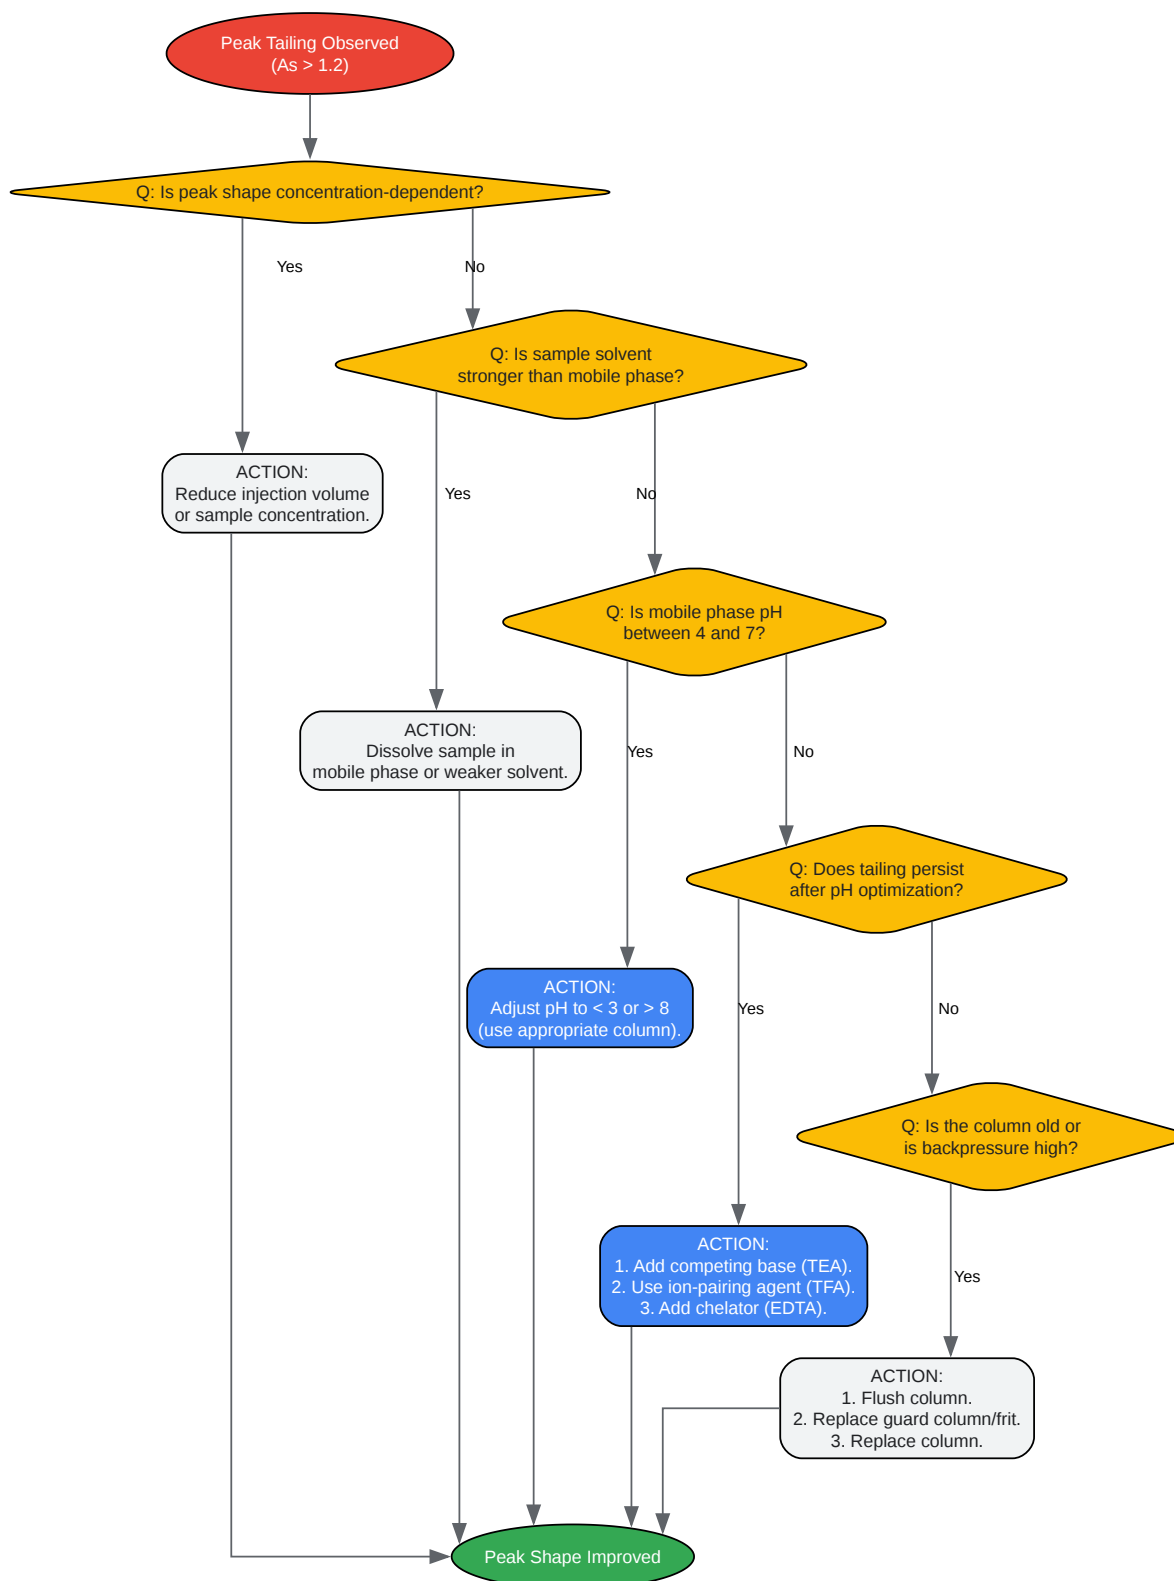 Peak Tailing Observed
(As > 1.2)
Q: Is peak shape concentration-dependent?
Yes
No
Q: Is sample solvent
stronger than mobile phase?
ACTION:
Reduce injection volume
or sample concentration.
Yes
No
Q: Is mobile phase pH
between 4 and 7?
ACTION:
Dissolve sample in
mobile phase or weaker solvent.
Yes
No
Q: Does tailing persist
after pH optimization?
ACTION:
Adjust pH to < 3 or > 8
(use appropriate column).
Yes
No
Q: Is the column old or
is backpressure high?
ACTION:
1. Add competing base (TEA).
2. Use ion-pairing agent (TFA).
3. Add chelator (EDTA).
Yes
ACTION:
1. Flush column.
2. Replace guard column/frit.
3. Replace column.
Peak Shape Improved